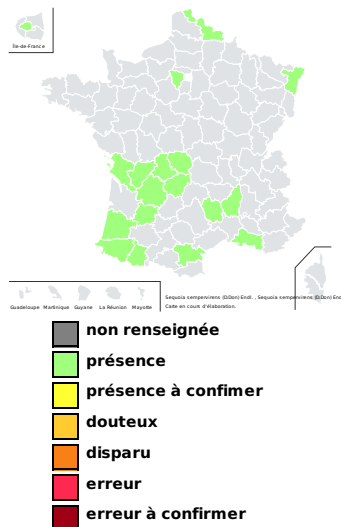 Île-de-France
Guadeloupe Martinique Guyane La Réunion Mayotte
Sequoia sempervirens (D.Don) Endl. , Sequoia sempervirens (D.Don) End
Carte en cours d'élaboration.
non renseignée
présence
présence à confimer
douteux
disparu
erreur
erreur à confirmer